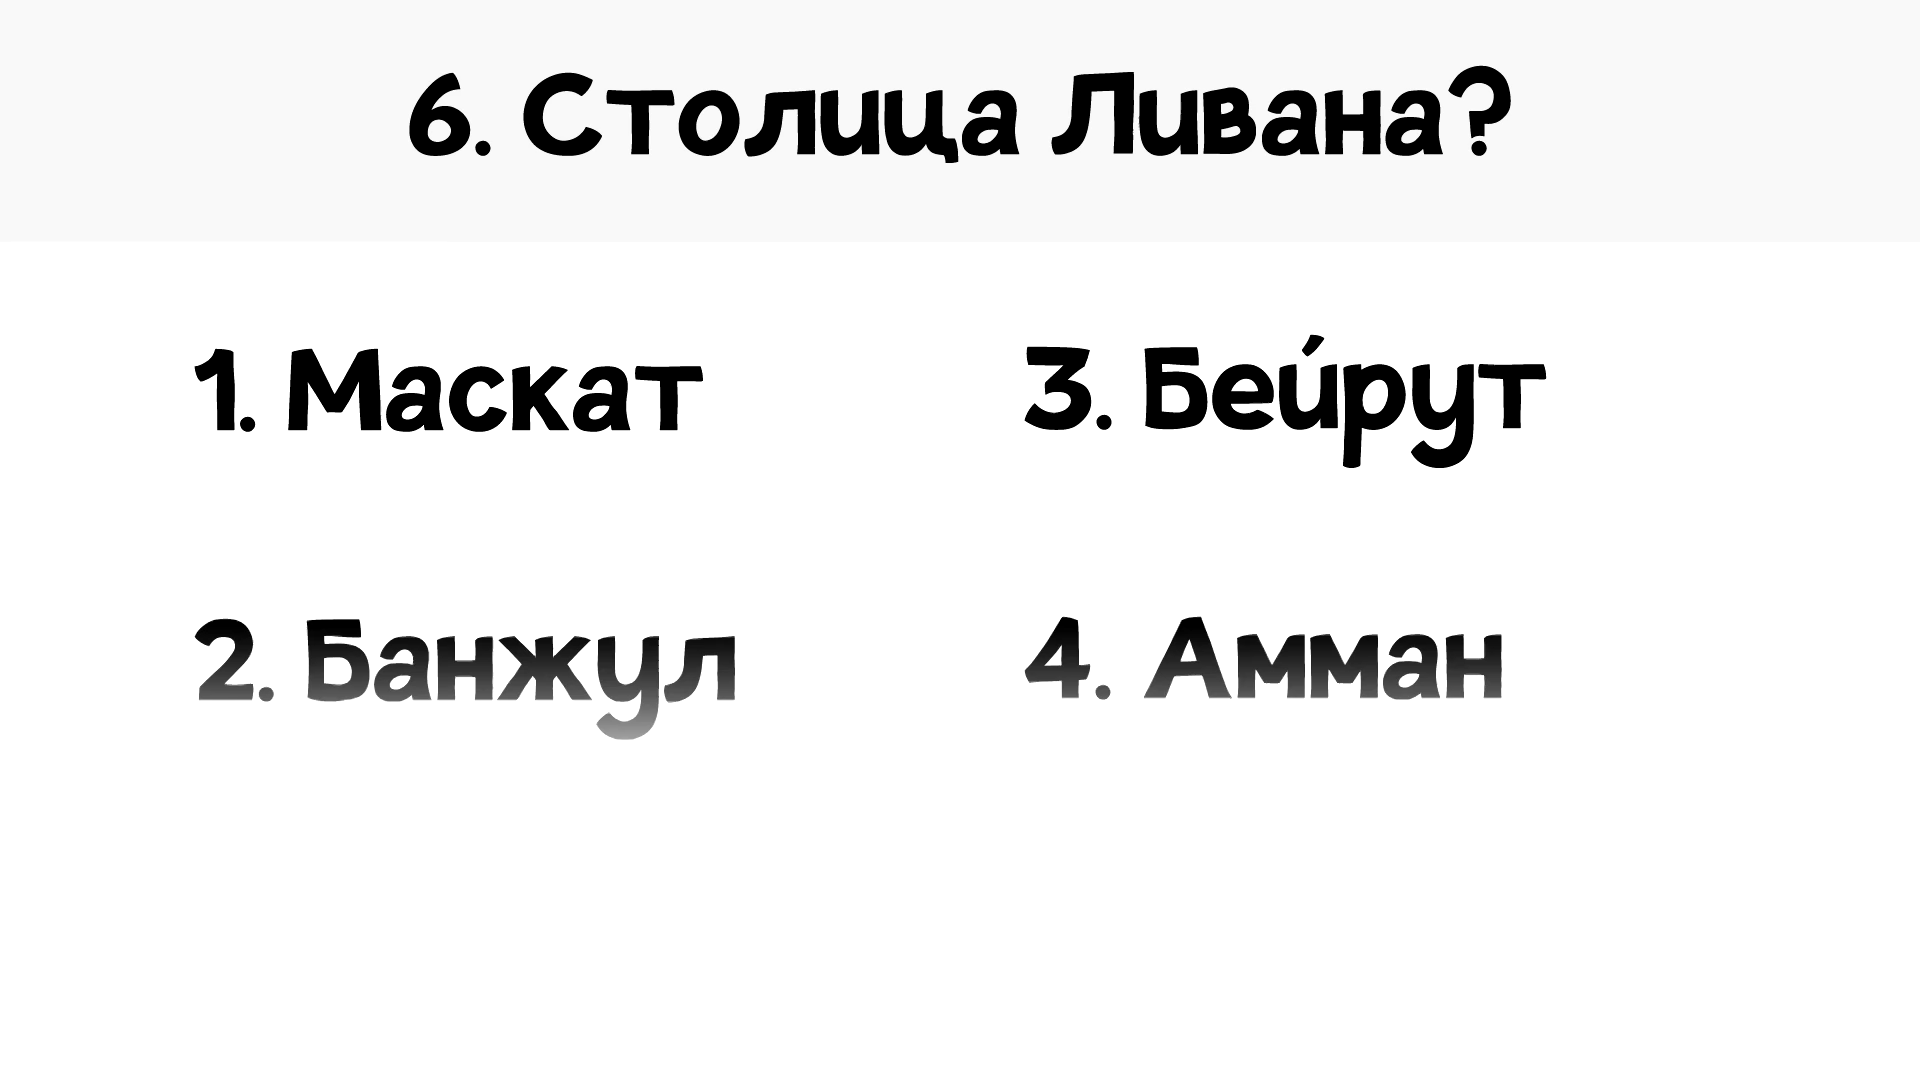 6. Столица Ливана?
1. Маскат
2. Банжул
3. Бейрут
4. Амман